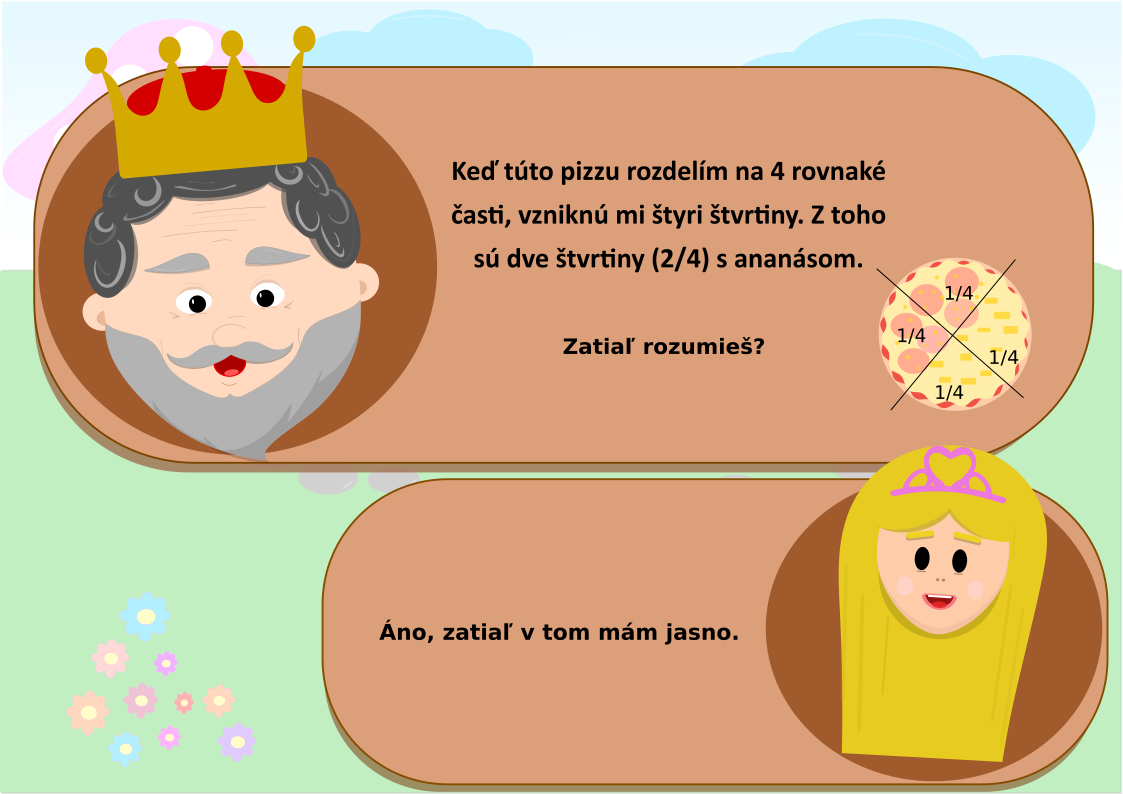 Keď túto pizzu rozdelím na 4 rovnaké
časti, vzniknú mi štyri štvrtiny. Z toho
sú dve štvrtiny (2/4) s ananásom.
Zatiaľ rozumieš?
1/4
1/4
1/4
1/4
Áno, zatiaľ v tom mám jasno.